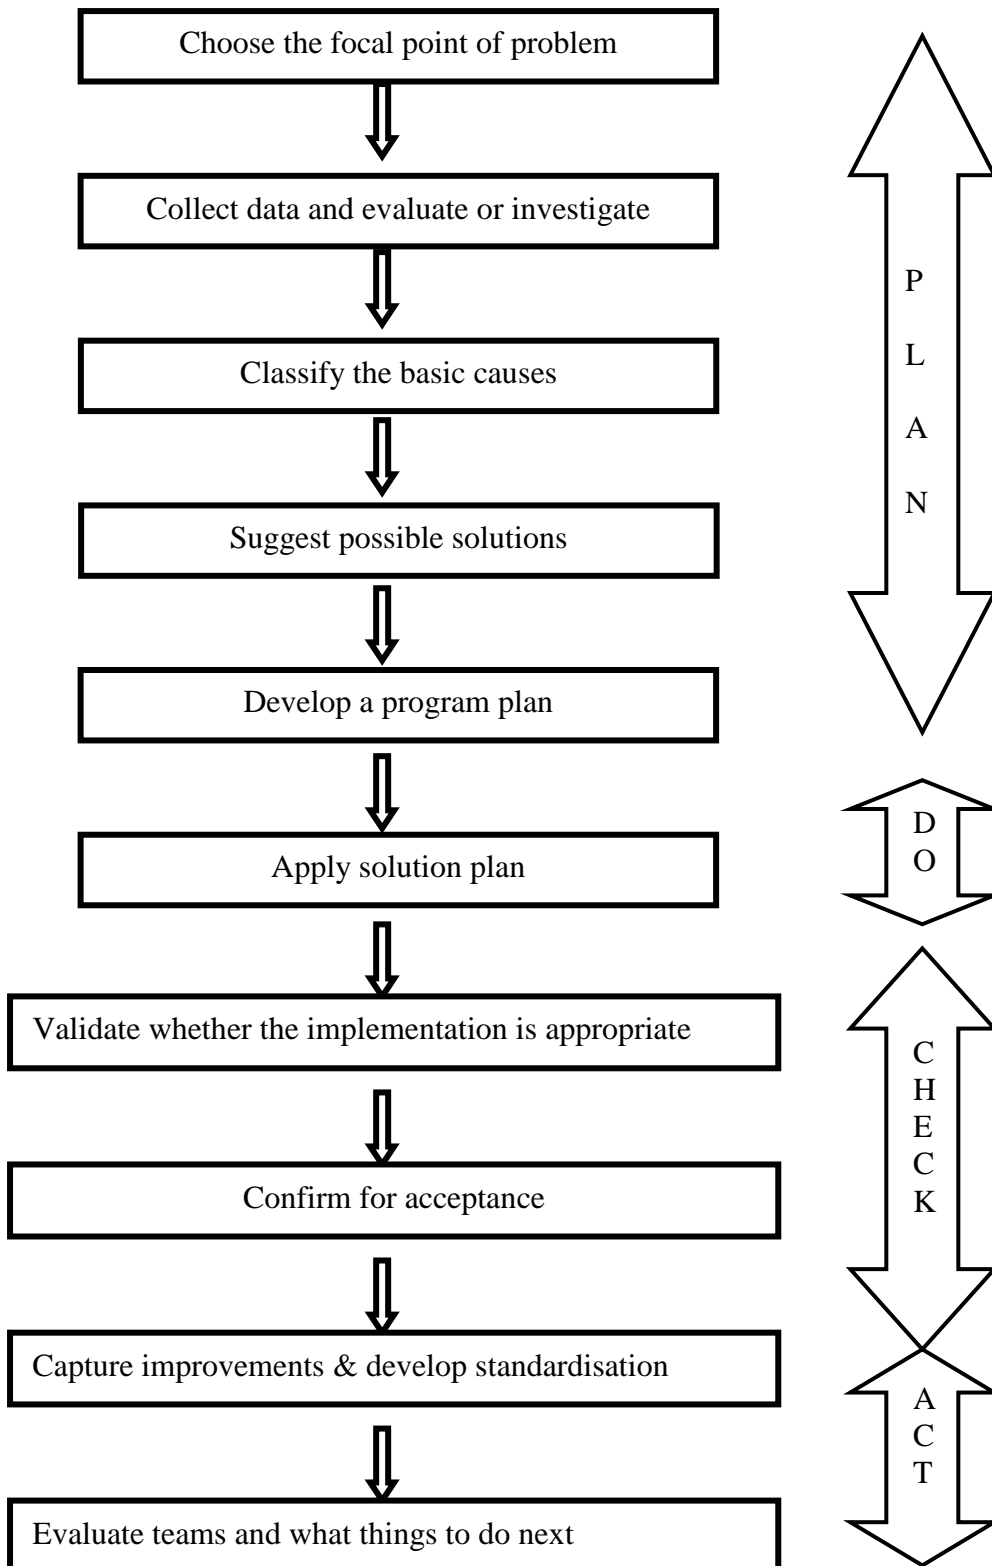 Choose the focal point of problem
Collect data and evaluate or investigate
Classify the basic causes
Suggest possible solutions
Develop a program plan
Apply solution plan
Validate whether the implementation is appropriate
Confirm for acceptance
Capture improvements & develop standardisation
Evaluate teams and what things to do next
P
L
A
N
D
O
C
H
E
C
K
A
C
T